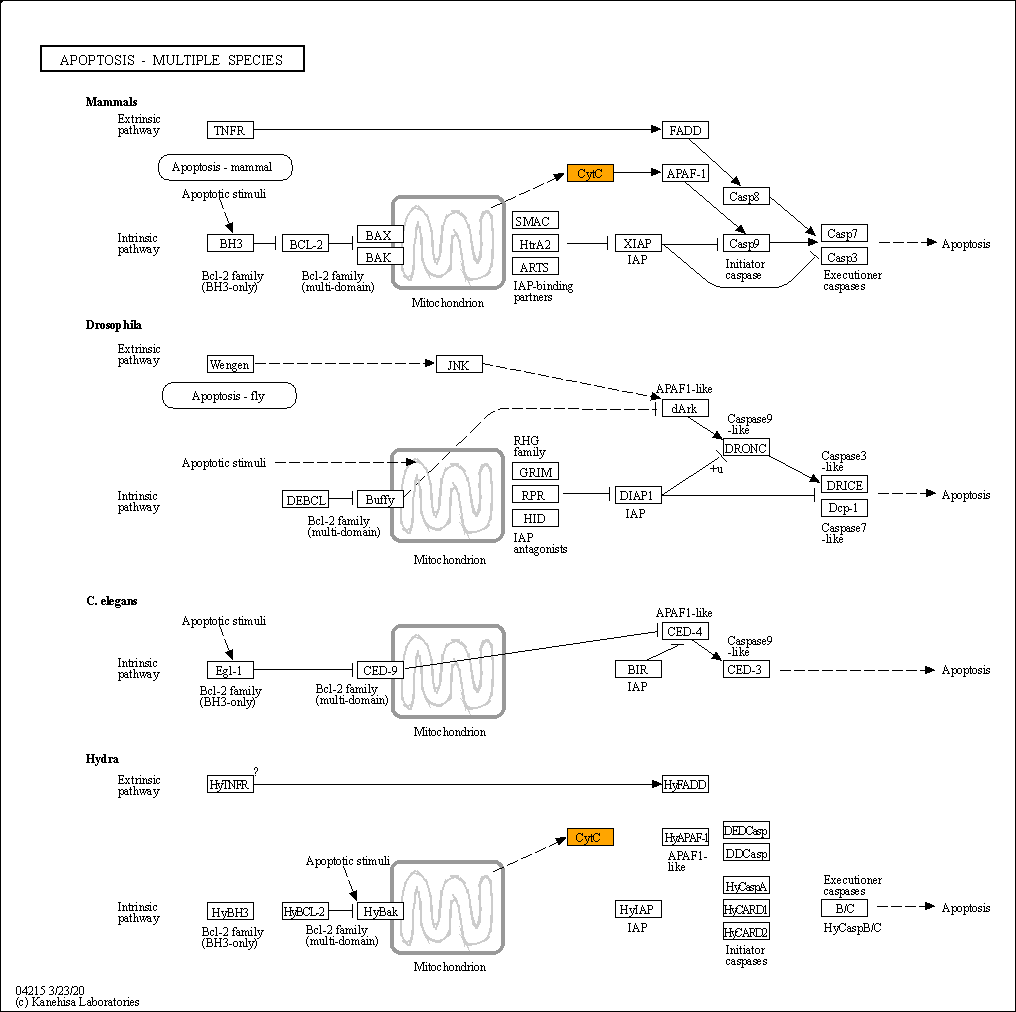 APOPTOSIS - MULTIPLE SPECIES
Mammals
Extrinsic
pathway
TNFR
FADD
Apoptosis - mammal
CytC
APAF-1
Apoptotic stimuli
Casp8
Intrinsic
pathway
BH3
BCL-2
BAX
BAK
SMAC
HtrA2
ARTS
XIAP
IAP
Casp9
Initiator
caspase
Casp7
Casp3
Executioner
caspases
Apoptosis
Bcl-2 family
(BH3-only)
Bcl-2 family
(multi-domain)
Mitochondrion
IAP-binding
partners
Drosophila
Extrinsic
pathway
Wengen
JNK
Apoptosis - fly
APAF1-like
dArk
Caspase9
-like
DRONC
+u
Apoptotic stimuli
RHG
family
GRIM
RPR
HID
IAP
antagonists
Caspase3
-like
DRICE
Dcp-1
Caspase7
-like
Apoptosis
Intrinsic
pathway
DEBCL
Buffy
Bcl-2 family
(multi-domain)
DIAP1
IAP
Mitochondrion
C. elegans
Apoptotic stimuli
APAF1-like
CED-4
Caspase9
-like
Intrinsic
pathway
Egl-1
CED-9
BIR
IAP
CED-3
Apoptosis
Bcl-2 family
(BH3-only)
Bcl-2 family
(multi-domain)
Mitochondrion
Hydra
Extrinsic
pathway
HyTNFR
?
HyFADD
CytC
HyAPAF-1
APAF1-
like
DEDCasp
DDCasp
Apoptotic stimuli
HyCaspA
HyCARD1
HyCARD2
Initiator
caspases
Executioner
caspases
B/C
HyCaspB/C
Apoptosis
Intrinsic
pathway
HyBH3
HyBCL-2
HyBak
HyIAP
IAP
Bcl-2 family
(BH3-only)
Bcl-2 family
(multi-domain)
Mitochondrion
04215 3/23/20
(c) Kanehisa Laboratories